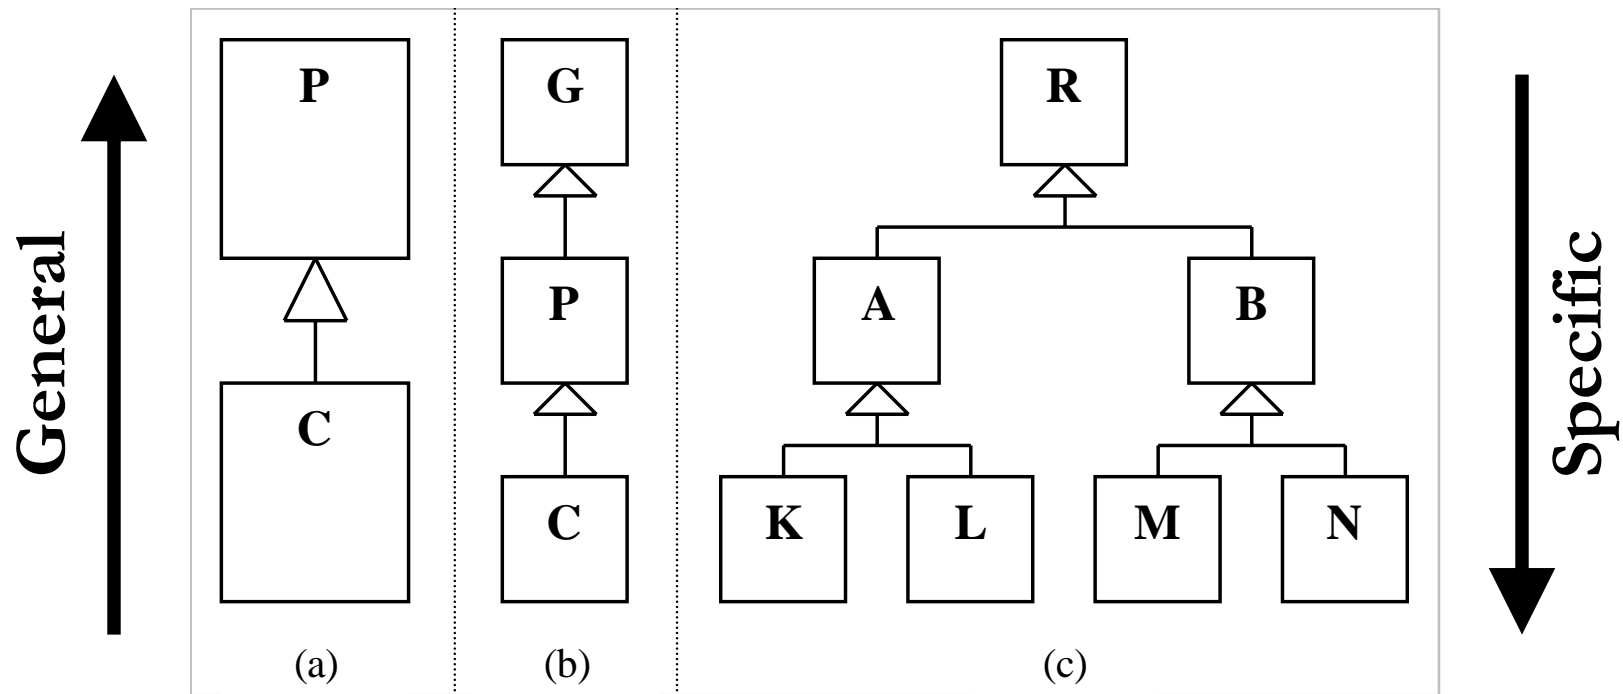 General
P
C
(a)
G
P
C
(b)
R
A B
K L M N
(c)
Specific